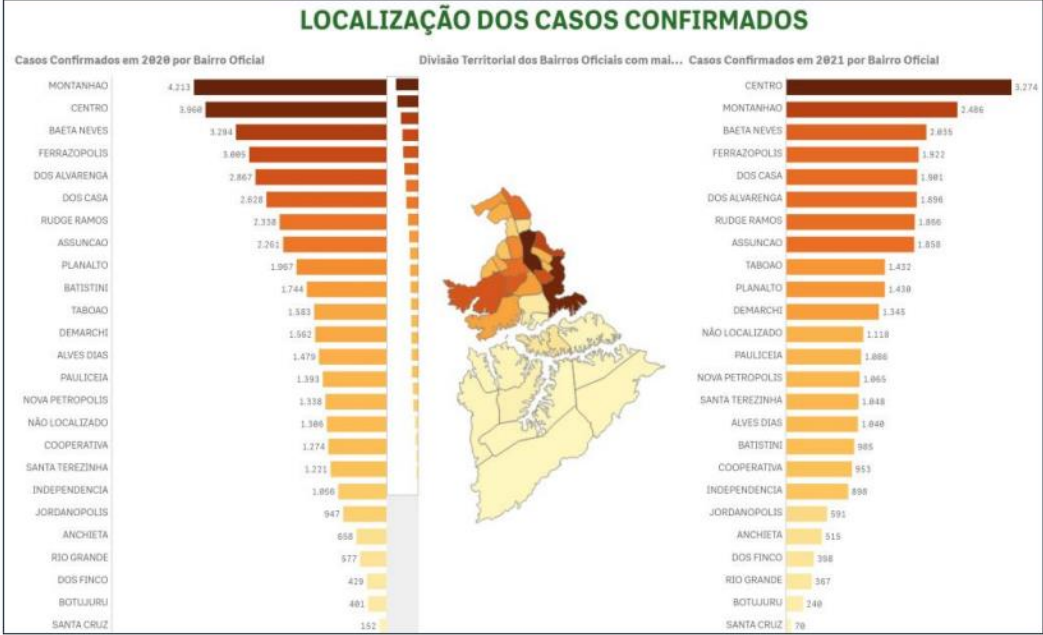 LOCALIZAÇÃO DOS CASOS CONFIRMADOS
Casos Confirmados em 2020 por Bairro Oficial
MONTANHAO 4.213
CENTRO 3.960
BAETA NEVES 3.294
FERRAZOPOLIS 3.005
DOS ALVARENGA 2.867
DOS CASA 2.628
RUDGE RAMOS 2.338
ASSUNCAO 2.261
PLANALTO 1.967
BATISTINI 1.744
TABOAO 1.583
DEMARCHI 1.562
ALVES DIAS 1.479
PAULICEIA 1.393
NOVA PETROPOLIS 1.338
NÃO LOCALIZADO 1.306
COOPERATIVA 1.274
SANTA TEREZINHA 1.221
INDEPENDENCIA 1.056
JORDANOPOLIS 947
ANCHIETA 658
RIO GRANDE 577
DOS FINCO 429
BOTUJURU 401
SANTA CRUZ 152
Divisão Territorial dos Bairros Oficiais com mai...
Casos Confirmados em 2021 por Bairro Oficial
CENTRO 3.274
MONTANHAO 2.486
BAETA NEVES 2.035
FERRAZOPOLIS 1.922
DOS CASA 1.901
DOS ALVARENGA 1.896
RUDGE RAMOS 1.866
ASSUNCAO 1.858
TABOAO 1.432
PLANALTO 1.430
DEMARCHI 1.345
NÃO LOCALIZADO 1.110
PAULICEIA 1.086
NOVA PETROPOLIS 1.065
SANTA TEREZINHA 1.048
ALVES DIAS 1.040
BATISTINI 985
COOPERATIVA 953
INDEPENDENCIA 898
JORDANOPOLIS 591
ANCHIETA 515
DOS FINCO 398
RIO GRANDE 367
BOTUJURU 240
SANTA CRUZ 70